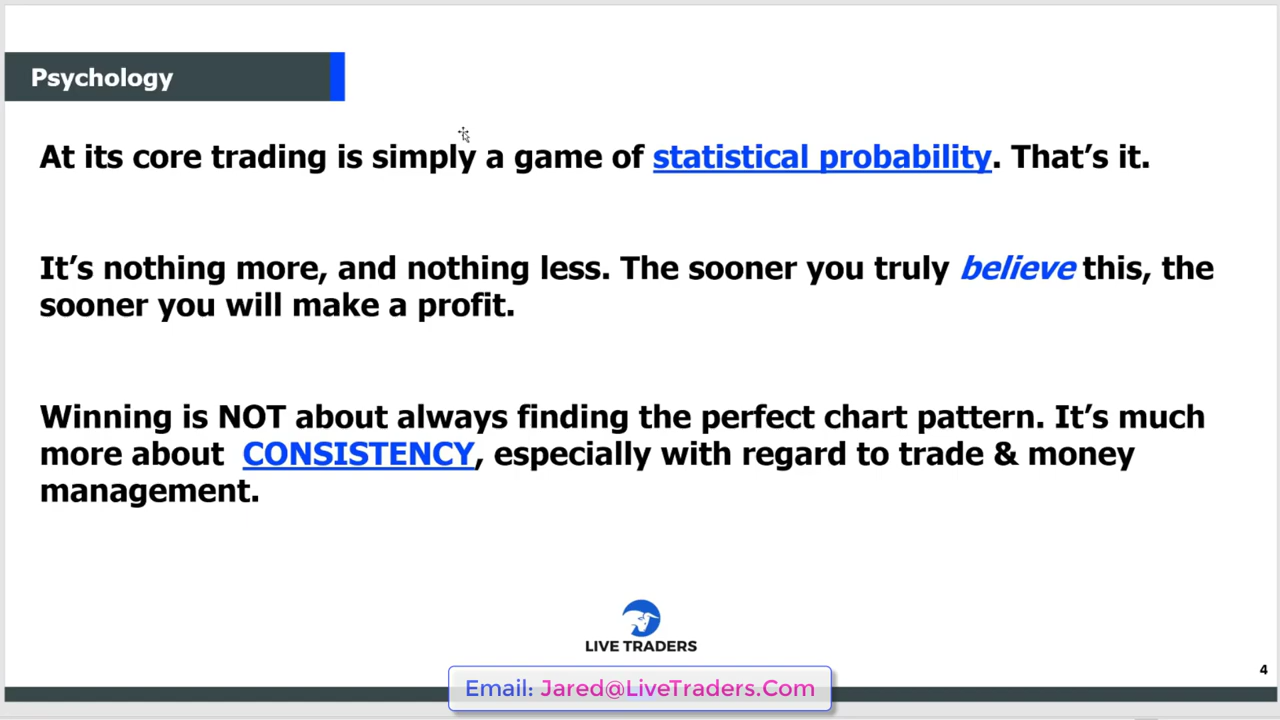 Psychology
At its core trading is simply a game of statistical probability. That’s it.
It’s nothing more, and nothing less. The sooner you truly believe this, the
sooner you will make a profit.
Winning is NOT about always finding the perfect chart pattern. It’s much
more about CONSISTENCY, especially with regard to trade & money
management.
LIVE TRADERS
4
Email: Jared@LiveTraders.Com